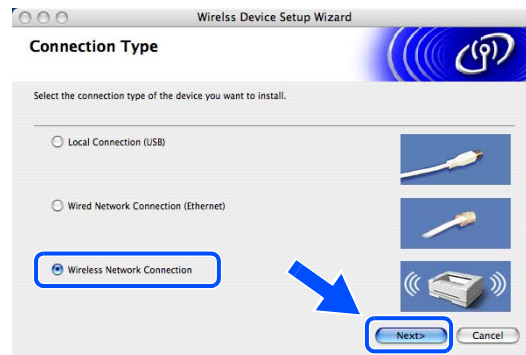 Wirelss Device Setup Wizard
Connection Type
Select the connection type of the device you want to install.
Local Connection (USB)
Wired Network Connection (Ethernet)
Wireless Network Connection
Next>
Cancel